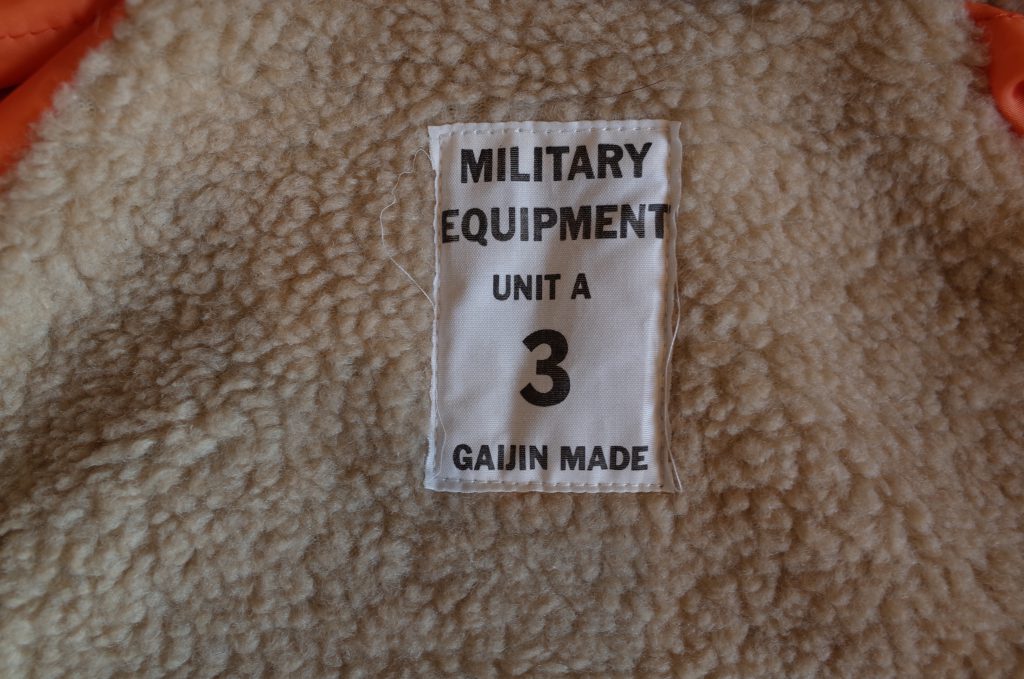 MILITARY
EQUIPMENT
UNIT A
3
GAIJIN MADE